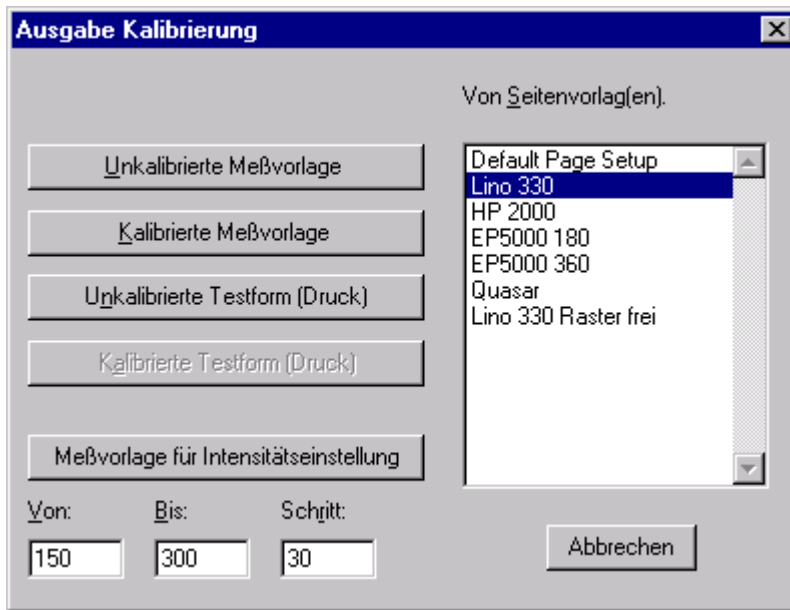 Ausgabe Kalibrierung
Von Seitenvorlag(en).
Unkalibrierte Meßvorlage
Kalibrierte Meßvorlage
Unkalibrierte Testform (Druck)
Kalibrierte Testform (Druck)
Meßvorlage für Intensitätseinstellung
Von: Bis: Schritt:
150 300 30
Default Page Setup
Lino 330
HP 2000
EP5000 180
EP5000 360
Quasar
Lino 330 Raster frei
Abbrechen